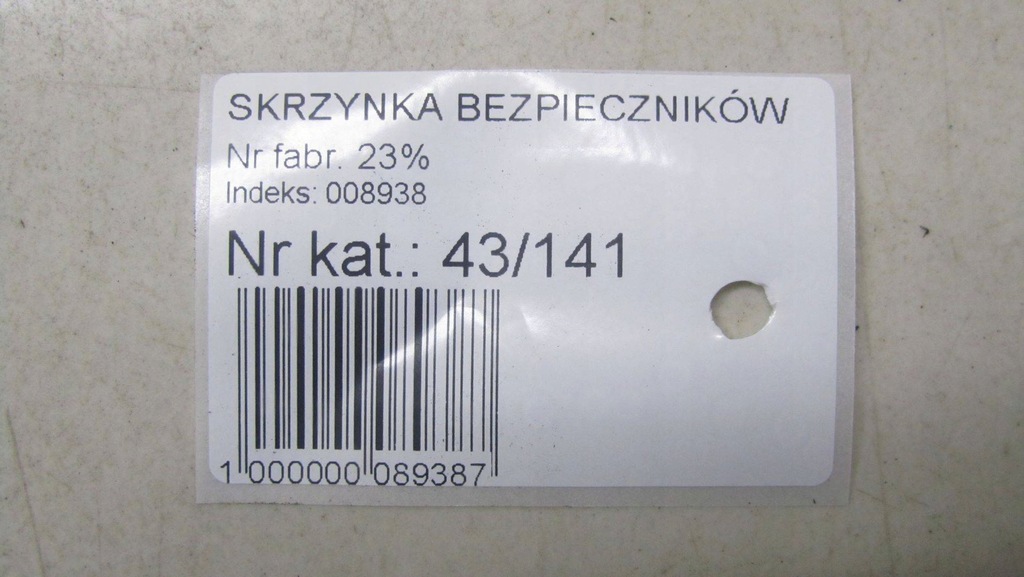 SKRZYNKA BEZPIECZNIKÓW
Nr fabr. 23%
Indeks: 008938
Nr kat.: 43/141
1 000000 089387